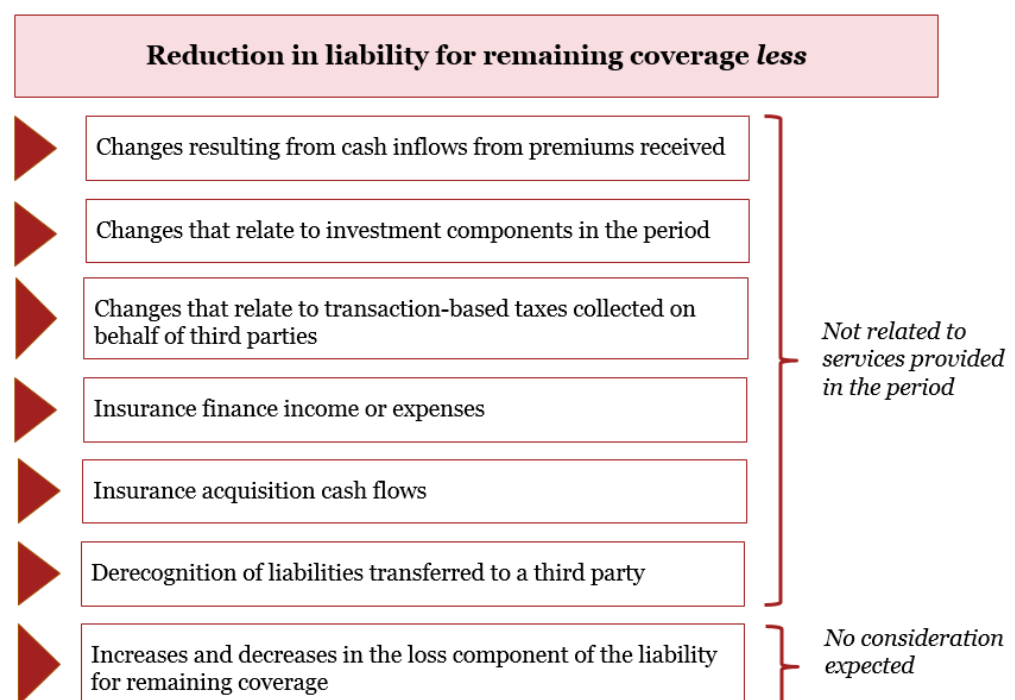 Reduction in liability for remaining coverage less
Changes resulting from cash inflows from premiums received
Changes that relate to investment components in the period
Changes that relate to transaction-based taxes collected on
behalf of third parties
Insurance finance income or expenses
Insurance acquisition cash flows
Derecognition of liabilities transferred to a third party
Not related to
services provided
in the period
Increases and decreases in the loss component of the liability
for remaining coverage
No consideration
expected